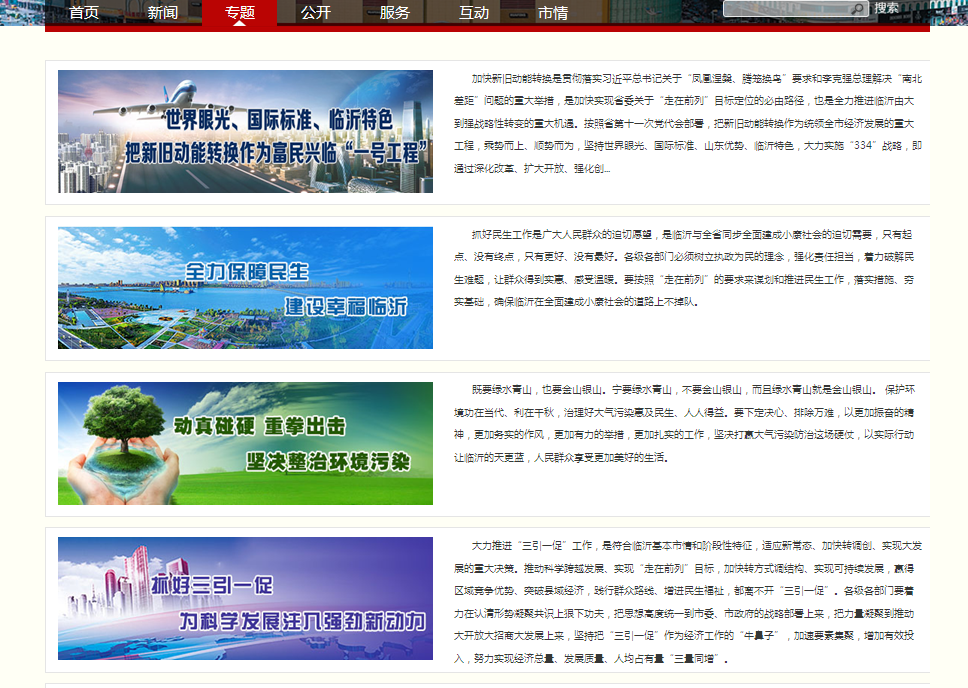 首页 新闻 专题 公开 服务 互动 市情 搜索
世界眼光、国际标准、临沂特色
把新旧动能转换作为富民兴临“一号工程”
加快新旧动能转换是贯彻落实习近平总书记关于“凤凰涅槃、腾笼换鸟”要求和李克强总理解决“南北
差距”问题的重大举措，是加快实现省委关于“走在前列”目标定位的必由路径，也是全力推进临沂由大
到强战略性转变的重大机遇。按照省第十一次党代会部署，把新旧动能转换作为统领全市经济发展的重大
工程，乘势而上、顺势而为，坚持世界眼光、国际标准、山东优势、临沂特色，大力实施“334”战略，即
通过深化改革、扩大开放、强化创...
全力保障民生
建设幸福临沂
抓好民生工作是广大人民群众的迫切愿望，是临沂与全省同步全面建成小康社会的迫切需要，只有起
点、没有终点，只有更好、没有最好。各级各部门必须树立执政为民的理念，强化责任担当，着力破解民
生难题，让群众得到实惠、感受温暖。要按照“走在前列”的要求来谋划和推进民生工作，落实措施、夯
实基础，确保临沂在全面建成小康社会的道路上不掉队。
动真碰硬 重拳出击
坚决整治环境污染
既要绿水青山，也要金山银山。宁要绿水青山，不要金山银山，而且绿水青山就是金山银山。 保护环
境功在当代、利在千秋，治理好大气污染惠及民生、人人得益。要下定决心、排除万难，以更加振奋的精
神，更加务实的作风，更加有力的举措，更加扎实的工作，坚决打赢大气污染防治这场硬仗，以实际行动
让临沂的天更蓝，人民群众享受更加美好的生活。
抓好三引一促
为科学发展注入强劲新动力
大力推进“三引一促”工作，是符合临沂基本市情和阶段性特征，适应新常态、加快转调创、实现大发
展的重大决策。推动科学跨越发展、实现“走在前列”目标，加快转方式调结构、实现可持续发展，赢得
区域竞争优势、突破县域经济，践行群众路线、增进民生福祉，都离不开“三引一促”。各级各部门要着
力在认清形势凝聚共识上狠下功夫，把思想高度统一到市委、市政府的战略部署上来，把力量凝聚到推动
大开放大招商大发展上来，坚持把“三引一促”作为经济工作的“牛鼻子”，加速要素集聚，增加有效投
入，努力实现经济总量、发展质量、人均占有量“三量同增”。